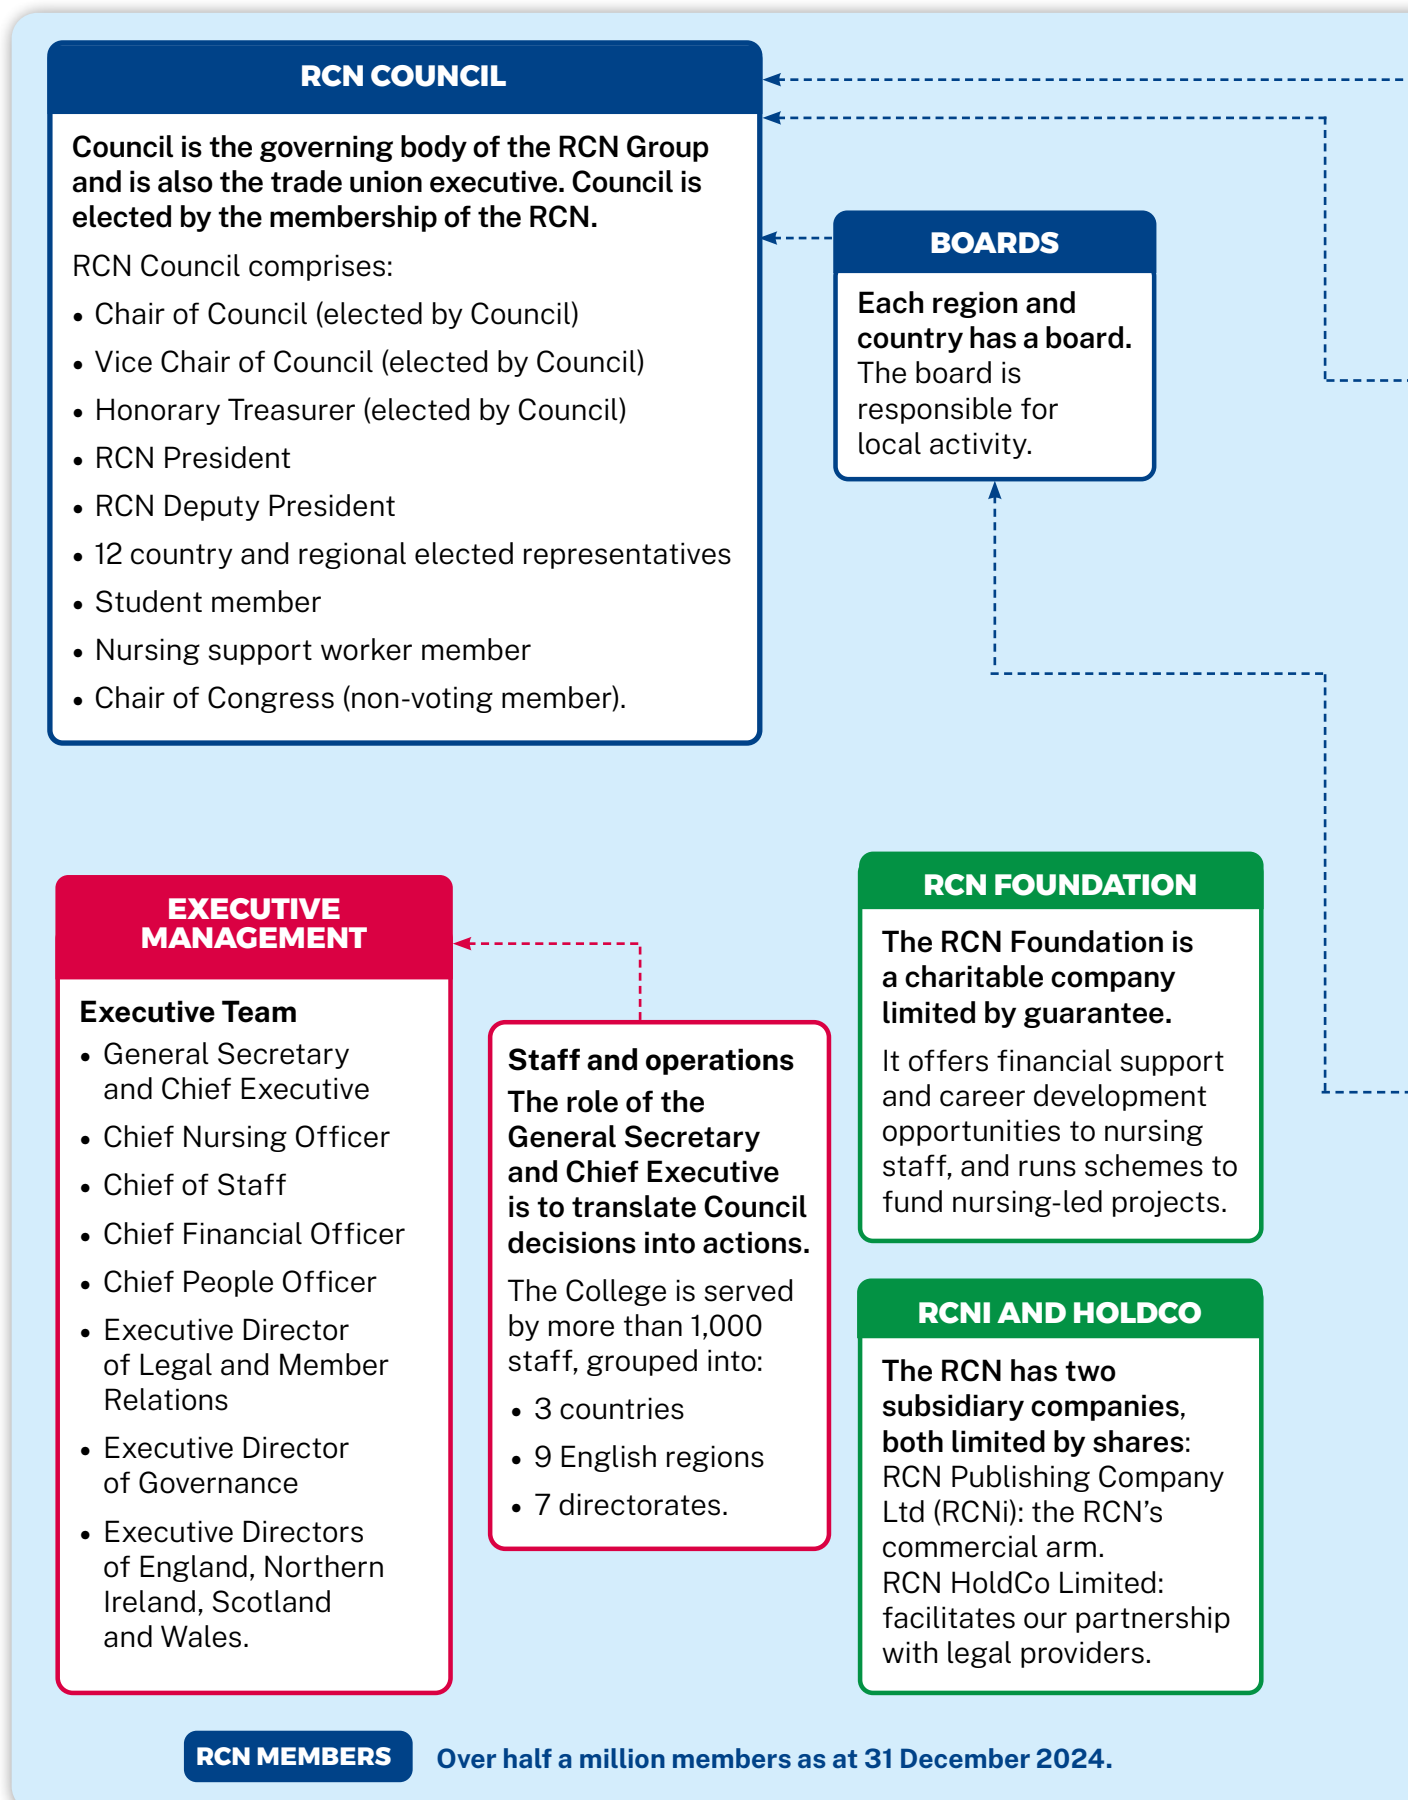 RCN COUNCIL
Council is the governing body of the RCN Group
and is also the trade union executive. Council is
elected by the membership of the RCN.
RCN Council comprises:
• Chair of Council (elected by Council)
• Vice Chair of Council (elected by Council)
• Honorary Treasurer (elected by Council)
• RCN President
• RCN Deputy President
• 12 country and regional elected representatives
• Student member
• Nursing support worker member
• Chair of Congress (non-voting member).
BOARDS
Each region and
country has a board.
The board is
responsible for
local activity.
EXECUTIVE
MANAGEMENT
Executive Team
• General Secretary
and Chief Executive
• Chief Nursing Officer
• Chief of Staff
• Chief Financial Officer
• Chief People Officer
• Executive Director
of Legal and Member
Relations
• Executive Director
of Governance
• Executive Directors
of England, Northern
Ireland, Scotland
and Wales.
Staff and operations
The role of the
General Secretary
and Chief Executive
is to translate Council
decisions into actions.
The College is served
by more than 1,000
staff, grouped into:
• 3 countries
• 9 English regions
• 7 directorates.
RCN FOUNDATION
The RCN Foundation is
a charitable company
limited by guarantee.
It offers financial support
and career development
opportunities to nursing
staff, and runs schemes to
fund nursing-led projects.
RCNI AND HOLDCO
The RCN has two
subsidiary companies,
both limited by shares:
RCN Publishing Company
Ltd (RCNi): the RCN’s
commercial arm.
RCN HoldCo Limited:
facilitates our partnership
with legal providers.
RCN MEMBERS
Over half a million members as at 31 December 2024.